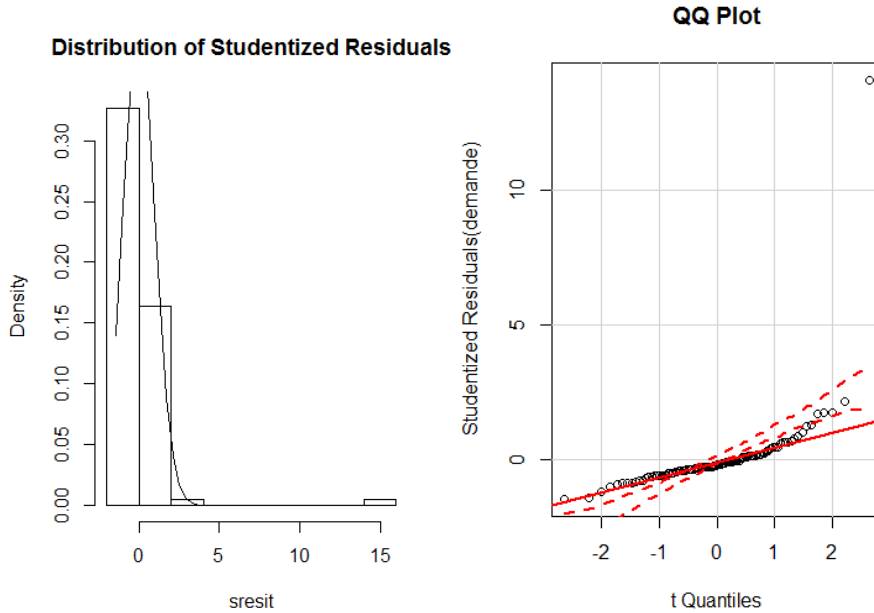 Distribution of Studentized Residuals
Density
0.00 0.05 0.10 0.15 0.20 0.25 0.30
0 5 10 15
sresit
QQ Plot
Studentized Residuals(demande)
0 5 10
-2 -1 0 1 2
t Quantiles